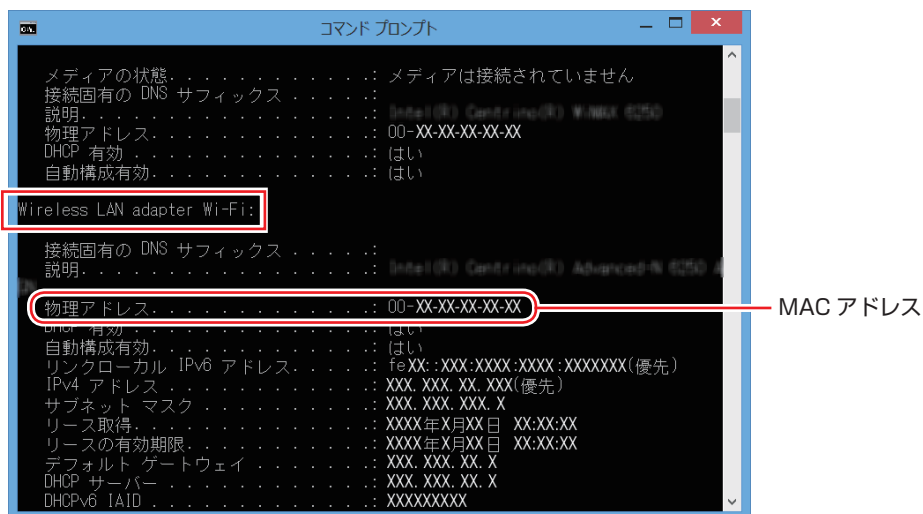 コマンド プロンプト
メディアの状態. . . . . . . . . . . .: メディアは接続されていません
接続固有の DNS サフィックス . . . . .:
説明. . . . . . . . . . . . . . . . .:
物理アドレス. . . . . . . . . . . . .: 00-XX-XX-XX-XX-XX
DHCP 有効 . . . . . . . . . . . . . .: はい
自動構成有効. . . . . . . . . . . . .: はい
Wireless LAN adapter Wi-Fi:
接続固有の DNS サフィックス . . . . .:
説明. . . . . . . . . . . . . . . . .:
物理アドレス. . . . . . . . . . . . .: 00-XX-XX-XX-XX-XX
MAC アドレス
DHCP 有効 . . . . . . . . . . . . . .: はい
自動構成有効. . . . . . . . . . . . .: はい
リンクローカル IPv6 アドレス. . . . .: feXX::XXX:XXXX:XXXX:XXXXXXX(優先)
IPv4 アドレス . . . . . . . . . . . .: XXX.XXX.XX.XXX(優先)
サブネット マスク . . . . . . . . . .: XXX.XXX.XXX.X
リース取得. . . . . . . . . . . . . .: XXXX年X月XX日 XX:XX:XX
リースの有効期限. . . . . . . . . . .: XXXX年X月XX日 XX:XX:XX
デフォルト ゲートウェイ . . . . . . .: XXX.XXX.XX.X
DHCP サーバー . . . . . . . . . . . .: XXX.XXX.XX.X
DHCPv6 IAID . . . . . . . . . . . . .: XXXXXXXXX